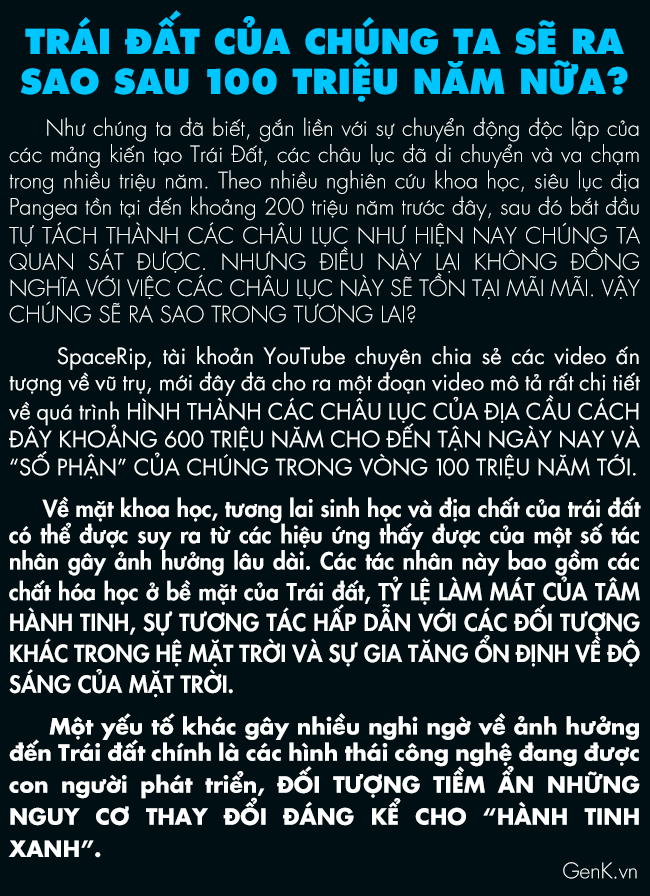 TRÁI ĐẤT CỦA CHÚNG TA SẼ RA
SAO SAU 100 TRIỆU NĂM NỮA?
Như chúng ta đã biết, gắn liền với sự chuyển động độc lập của
các mảng kiến tạo Trái Đất, các châu lục đã di chuyển và va chạm
trong nhiều triệu năm. Theo nhiều nghiên cứu khoa học, siêu lục địa
Pangea tồn tại đến khoảng 200 triệu năm trước đây, sau đó bắt đầu
TỰ TÁCH THÀNH CÁC CHÂU LỤC NHƯ HIỆN NAY CHÚNG TA
QUAN SÁT ĐƯỢC. NHƯNG ĐIỀU NÀY LẠI KHÔNG ĐỒNG
NGHĨA VỚI VIỆC CÁC CHÂU LỤC NÀY SẼ TỒN TẠI MÃI MÃI. VẬY
CHÚNG SẼ RA SAO TRONG TƯƠNG LAI?
SpaceRip, tài khoản YouTube chuyên chia sẻ các video ấn
tượng về vũ trụ, mới đây đã cho ra một đoạn video mô tả rất chi tiết
về quá trình HÌNH THÀNH CÁC CHÂU LỤC CỦA ĐỊA CẦU CÁCH
ĐÂY KHOẢNG 600 TRIỆU NĂM CHO ĐẾN TẬN NGÀY NAY VÀ
“SỐ PHẬN” CỦA CHÚNG TRONG VÒNG 100 TRIỆU NĂM TỚI.
Về mặt khoa học, tương lai sinh học và địa chất của trái đất
có thể được suy ra từ các hiệu ứng thấy được của một số tác
nhân gây ảnh hưởng lâu dài. Các tác nhân này bao gồm các
chất hóa học ở bề mặt của Trái đất, TỶ LỆ LÀM MÁT CỦA TÂM
HÀNH TINH, SỰ TƯƠNG TÁC HẤP DẪN VỚI CÁC ĐỐI TƯỢNG
KHÁC TRONG HỆ MẶT TRỜI VÀ SỰ GIA TĂNG ỔN ĐỊNH VỀ ĐỘ
SÁNG CỦA MẶT TRỜI.
Một yếu tố khác gây nhiều nghi ngờ về ảnh hưởng
đến Trái đất chính là các hình thái công nghệ đang được
con người phát triển, ĐỐI TƯỢNG TIỀM ẨN NHỮNG
NGUY CƠ THAY ĐỔI ĐÁNG KỂ CHO “HÀNH TINH
XANH”.
GenK.vn